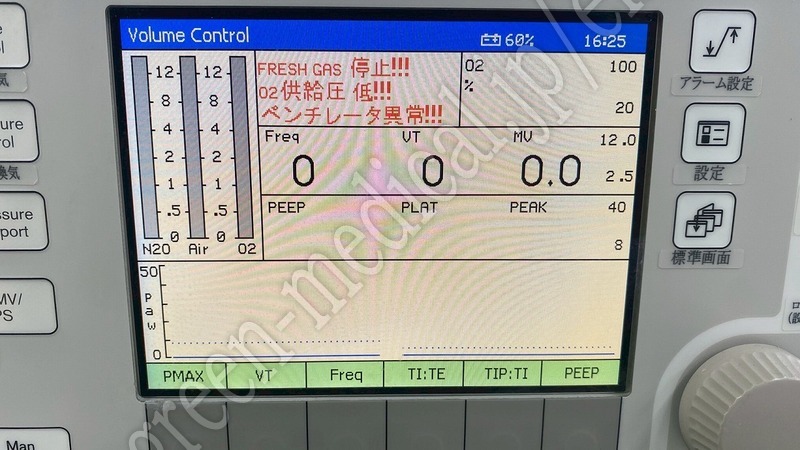 Volume Control 60% 16:25
12 12
8 8
4 4
2 2
1 1
.5 .5
0 0
N2O Air O2
FRESH GAS 停止!!!
O2供給圧 低!!!
ベンチレータ異常!!!
O2 100
% 20
Freq VT MV 12.0
0 0 0.0 2.5
PEEP PLAT PEAK 40
8
50
Paw
0
PMAX VT Freq TI:TE TIP:TI PEEP
アラーム設定
設定
標準画面
Man
green-medical.jp